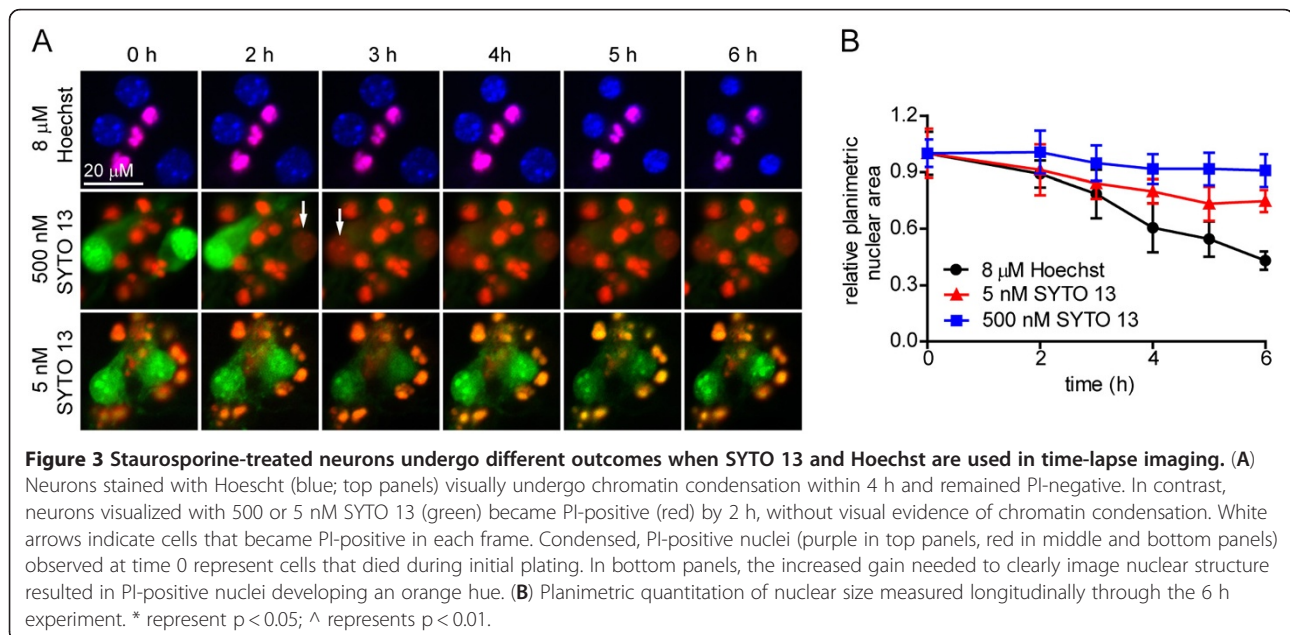 A
0 h 2 h 3 h 4h 5 h 6 h
8 μM
Hoechst
20 μM
500 nM
SYTO 13
5 nM
SYTO 13
B
relative planimetric
nuclear area
1.2
0.9
0.6
0.3
0.0
8 μM Hoechst
5 nM SYTO 13
500 nM SYTO 13
0 2 4 6
time (h)
Figure 3 Staurosporine-treated neurons undergo different outcomes when SYTO 13 and Hoechst are used in time-lapse imaging. (A)
Neurons stained with Hoescht (blue; top panels) visually undergo chromatin condensation within 4 h and remained PI-negative. In contrast,
neurons visualized with 500 or 5 nM SYTO 13 (green) became PI-positive (red) by 2 h, without visual evidence of chromatin condensation. White
arrows indicate cells that became PI-positive in each frame. Condensed, PI-positive nuclei (purple in top panels, red in middle and bottom panels)
observed at time 0 represent cells that died during initial plating. In bottom panels, the increased gain needed to clearly image nuclear structure
resulted in PI-positive nuclei developing an orange hue. (B) Planimetric quantitation of nuclear size measured longitudinally through the 6 h
experiment. * represent p < 0.05; ^ represents p < 0.01.